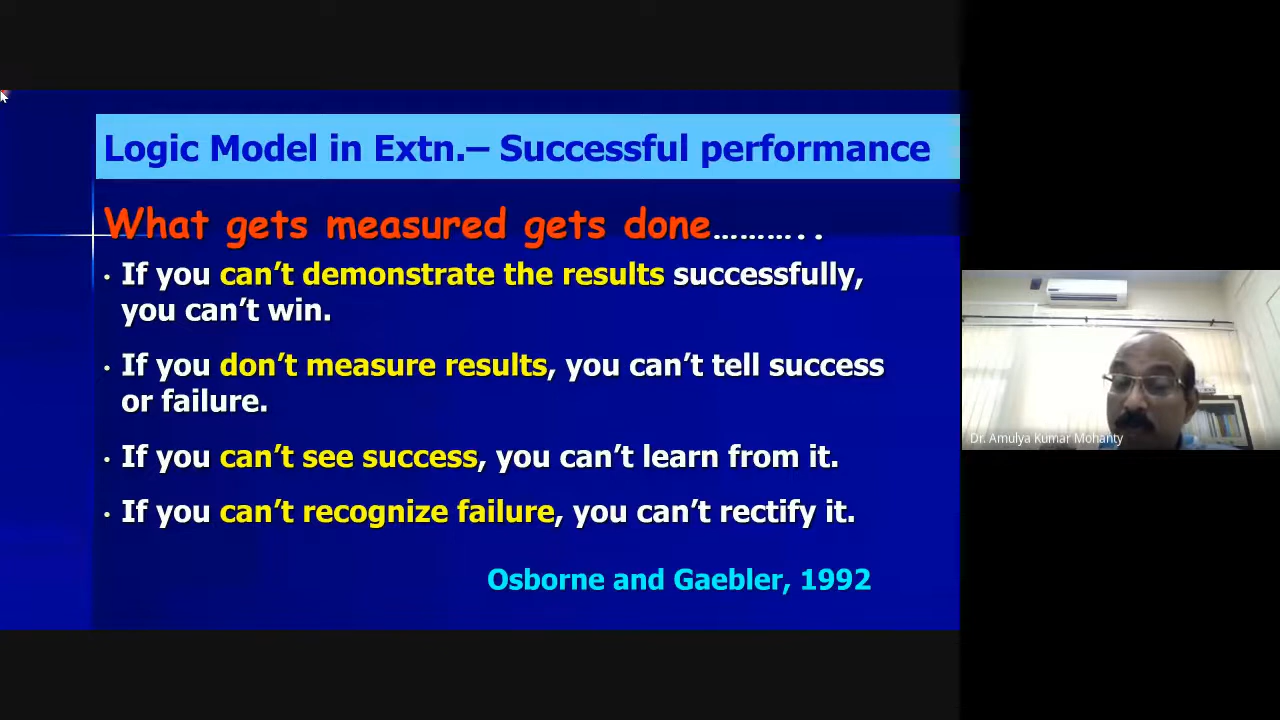 Logic Model in Extn.– Successful performance
What gets measured gets done………..
• If you can’t demonstrate the results successfully,
you can’t win.
• If you don’t measure results, you can’t tell success
or failure.
• If you can’t see success, you can’t learn from it.
• If you can’t recognize failure, you can’t rectify it.
Osborne and Gaebler, 1992
Dr. Amulya Kumar Mohanty